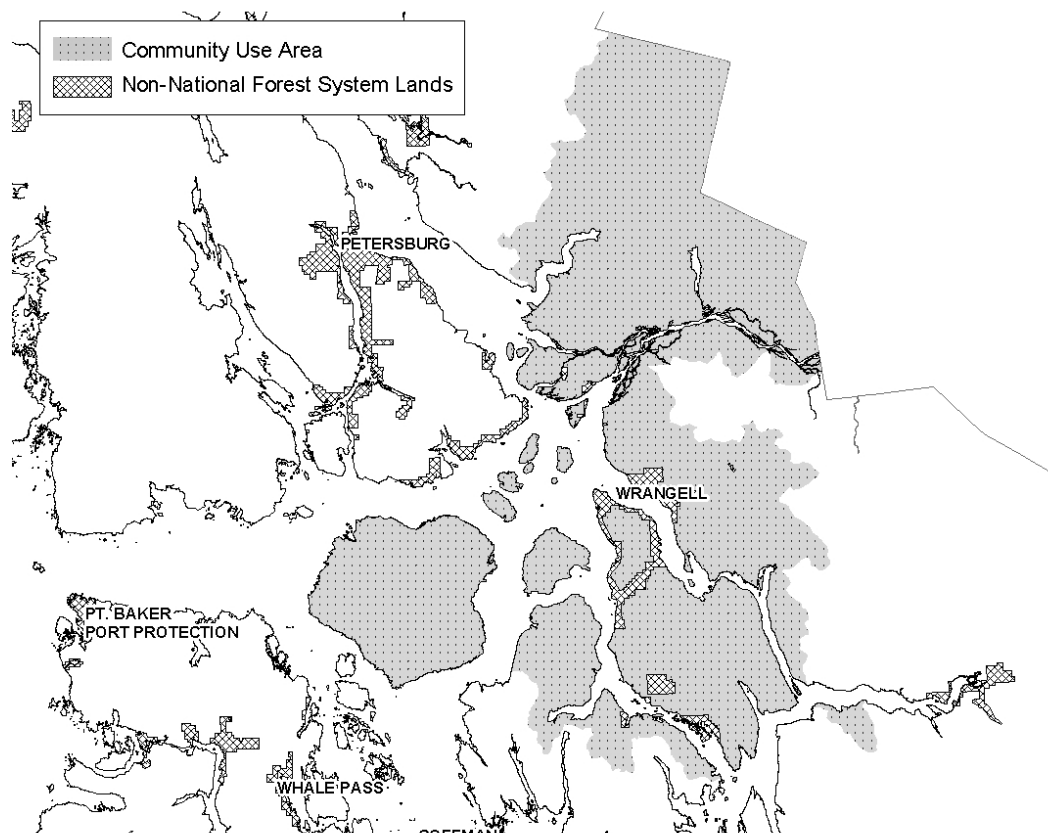 Community Use Area
Non-National Forest System Lands
PETERSBURG
WRANGELL
PT. BAKER
PORT PROTECTION
WHALE PASS